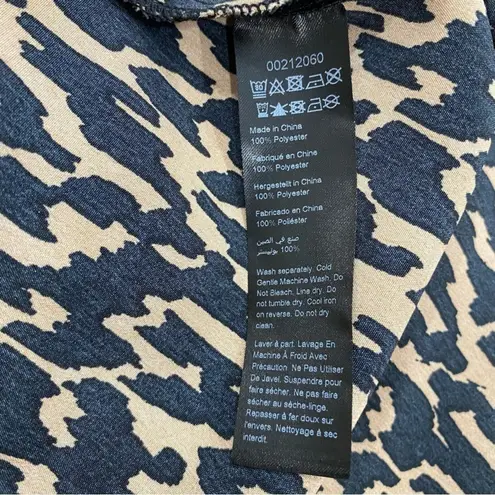 00212060
Made in China
100% Polyester
Fabriqué en Chine
100% Polyester
Hergestellt in China
100% Polyester
Fabricado en China
100% Poliéster
صنع في الصين
100% بوليستر
Wash separately. Cold
Gentle Machine Wash. Do
Not Bleach. Line dry. Do
not tumble dry. Cool iron
on reverse. Do not dry
clean.
Laver à part. Lavage En
Machine À Froid Avec
Précaution. Ne Pas Utiliser
De Javel. Suspendre pour
faire sécher. Ne pas faire
sécher au sèche-linge.
Repasser à fer doux sur
l'envers. Nettoyage à sec
interdit.